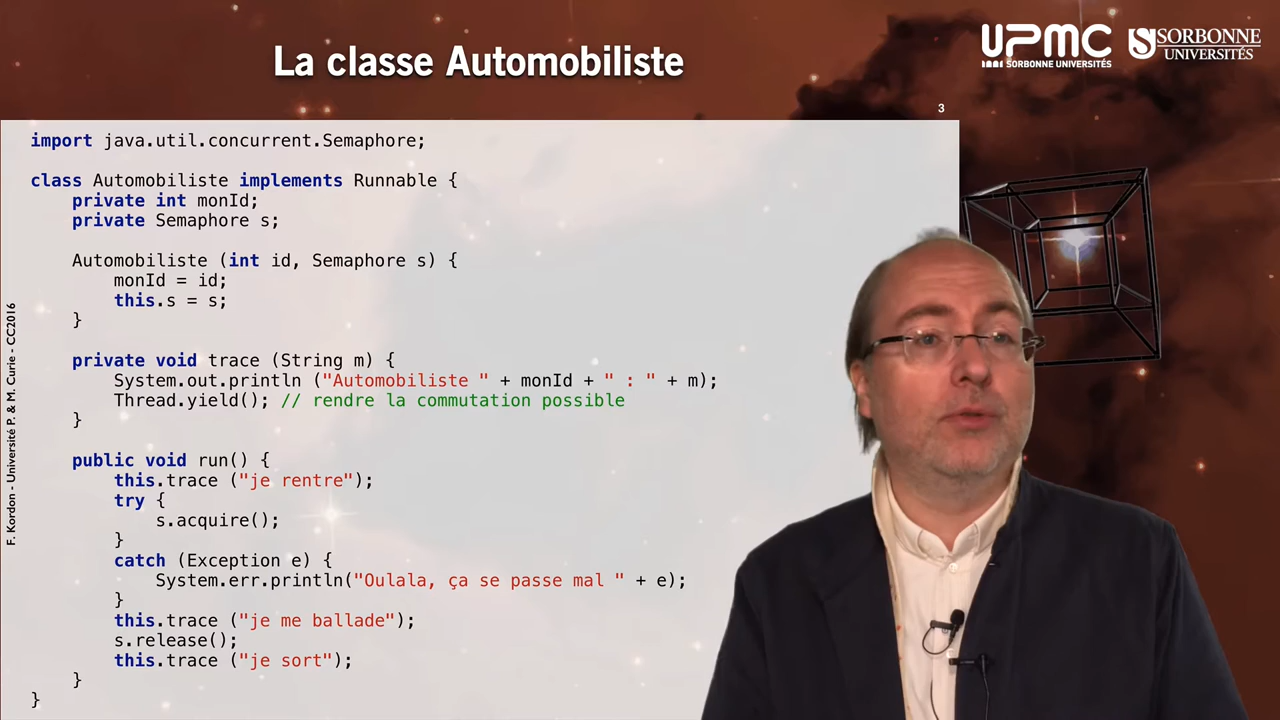 La classe Automobiliste
UPMC
SORBONNE UNIVERSITÉS
SORBONNE
UNIVERSITÉS
3
import java.util.concurrent.Semaphore;
class Automobiliste implements Runnable {
private int monId;
private Semaphore s;
Automobiliste (int id, Semaphore s) {
monId = id;
this.s = s;
}
private void trace (String m) {
System.out.println ("Automobiliste " + monId + " : " + m);
Thread.yield(); // rendre la commutation possible
}
public void run() {
this.trace ("je rentre");
try {
s.acquire();
}
catch (Exception e) {
System.err.println("Oulala, ça se passe mal " + e);
}
this.trace ("je me ballade");
s.release();
this.trace ("je sort");
}
}
F. Kordon - Université P. & M. Curie - CC2016